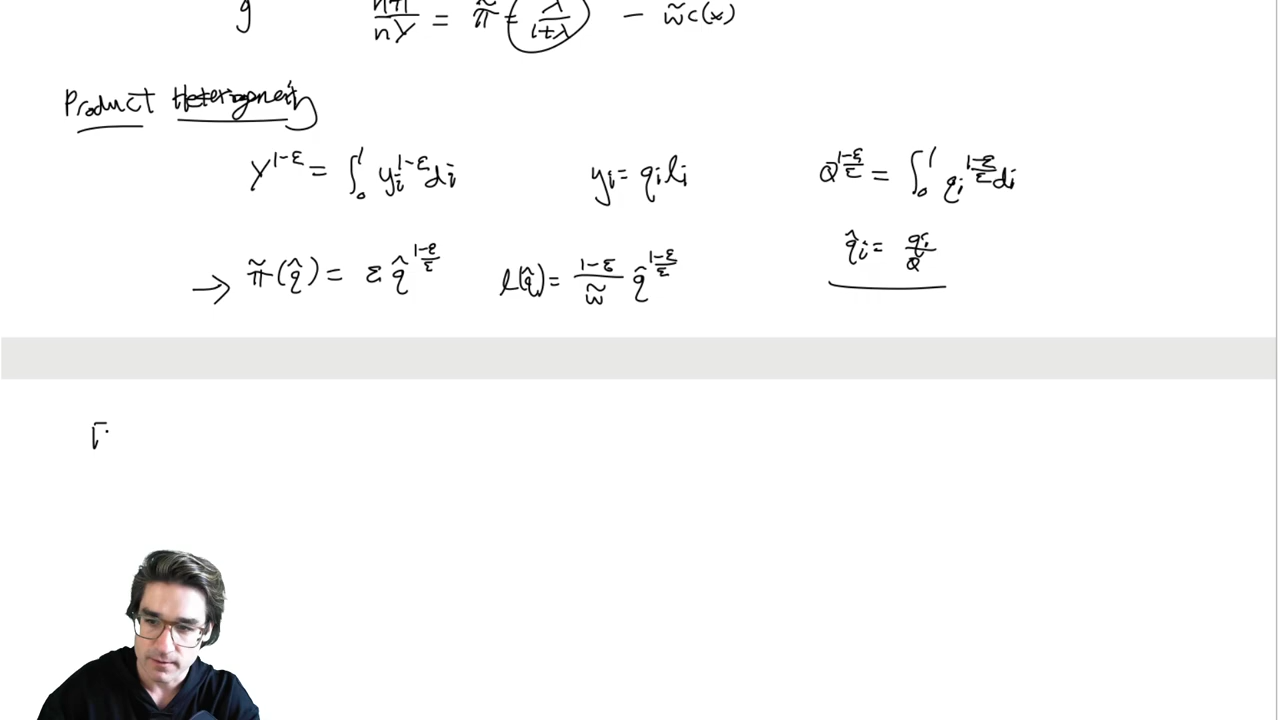 g    nπ/nY = π̃ = λ/(1+λ) − w̃c(x)
Product Heterogeneity
Y^{1-ε} = ∫₀¹ y_i^{1-ε} di    y_i = q_i l_i    Q^{(1-ε)/ε} = ∫₀¹ q_i^{(1-ε)/ε} di
q̂_i = q_i/Q
→ π̃(q̂) = ε q̂^{(1-ε)/ε}    l(q̂) = (1-ε)/w̃ q̂^{(1-ε)/ε}